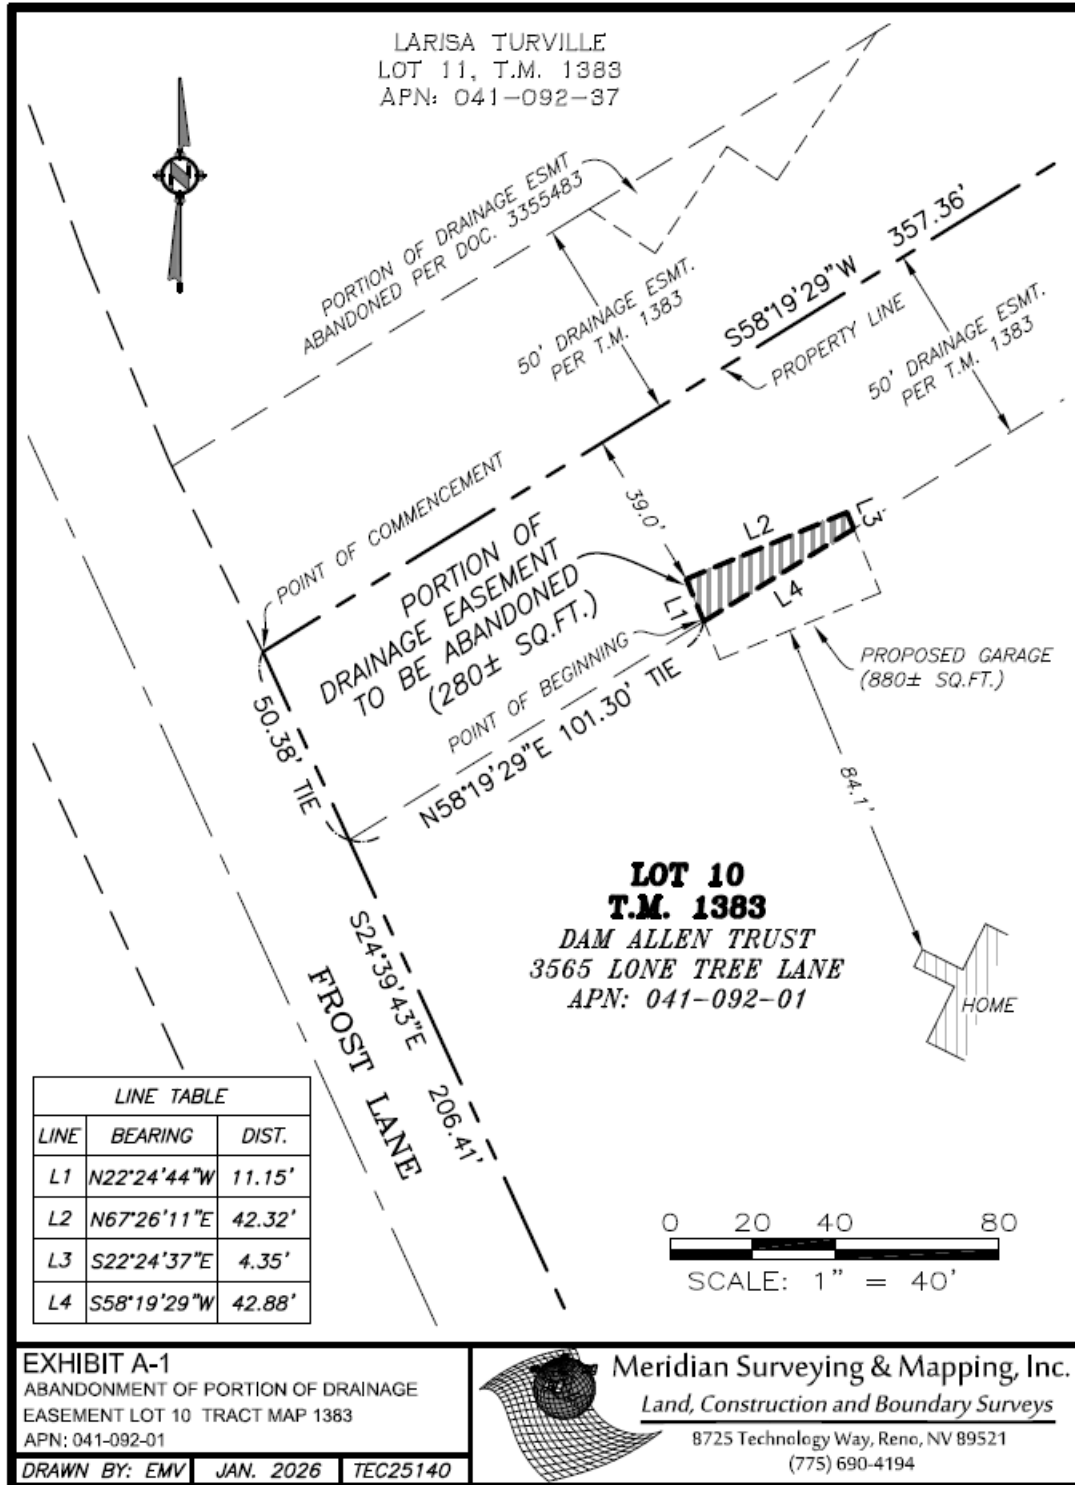 LARISA TURVILLE
LOT 11, T.M. 1383
APN: 041-092-37
PORTION OF DRAINAGE ESMT
ABANDONED PER DOC. 3355483
50' DRAINAGE ESMT.
PER T.M. 1383
S58°19'29"W 357.36'
PROPERTY LINE
50' DRAINAGE ESMT.
PER T.M. 1383
POINT OF COMMENCEMENT
39.0'
PORTION OF
DRAINAGE EASEMENT
TO BE ABANDONED
(280± SQ.FT.)
L2
L3
L1
L4
POINT OF BEGINNING
N58°19'29"E 101.30' TIE
50.38' TIE
PROPOSED GARAGE
(880± SQ.FT.)
84.1'
LOT 10
T.M. 1383
DAM ALLEN TRUST
3565 LONE TREE LANE
APN: 041-092-01
HOME
S24°39'43"E 206.41'
FROST LANE
LINE TABLE
LINE BEARING DIST.
L1 N22°24'44"W 11.15'
L2 N67°26'11"E 42.32'
L3 S22°24'37"E 4.35'
L4 S58°19'29"W 42.88'
0 20 40 80
SCALE: 1" = 40'
EXHIBIT A-1
ABANDONMENT OF PORTION OF DRAINAGE
EASEMENT LOT 10 TRACT MAP 1383
APN: 041-092-01
DRAWN BY: EMV JAN. 2026 TEC25140
Meridian Surveying & Mapping, Inc.
Land, Construction and Boundary Surveys
8725 Technology Way, Reno, NV 89521
(775) 690-4194